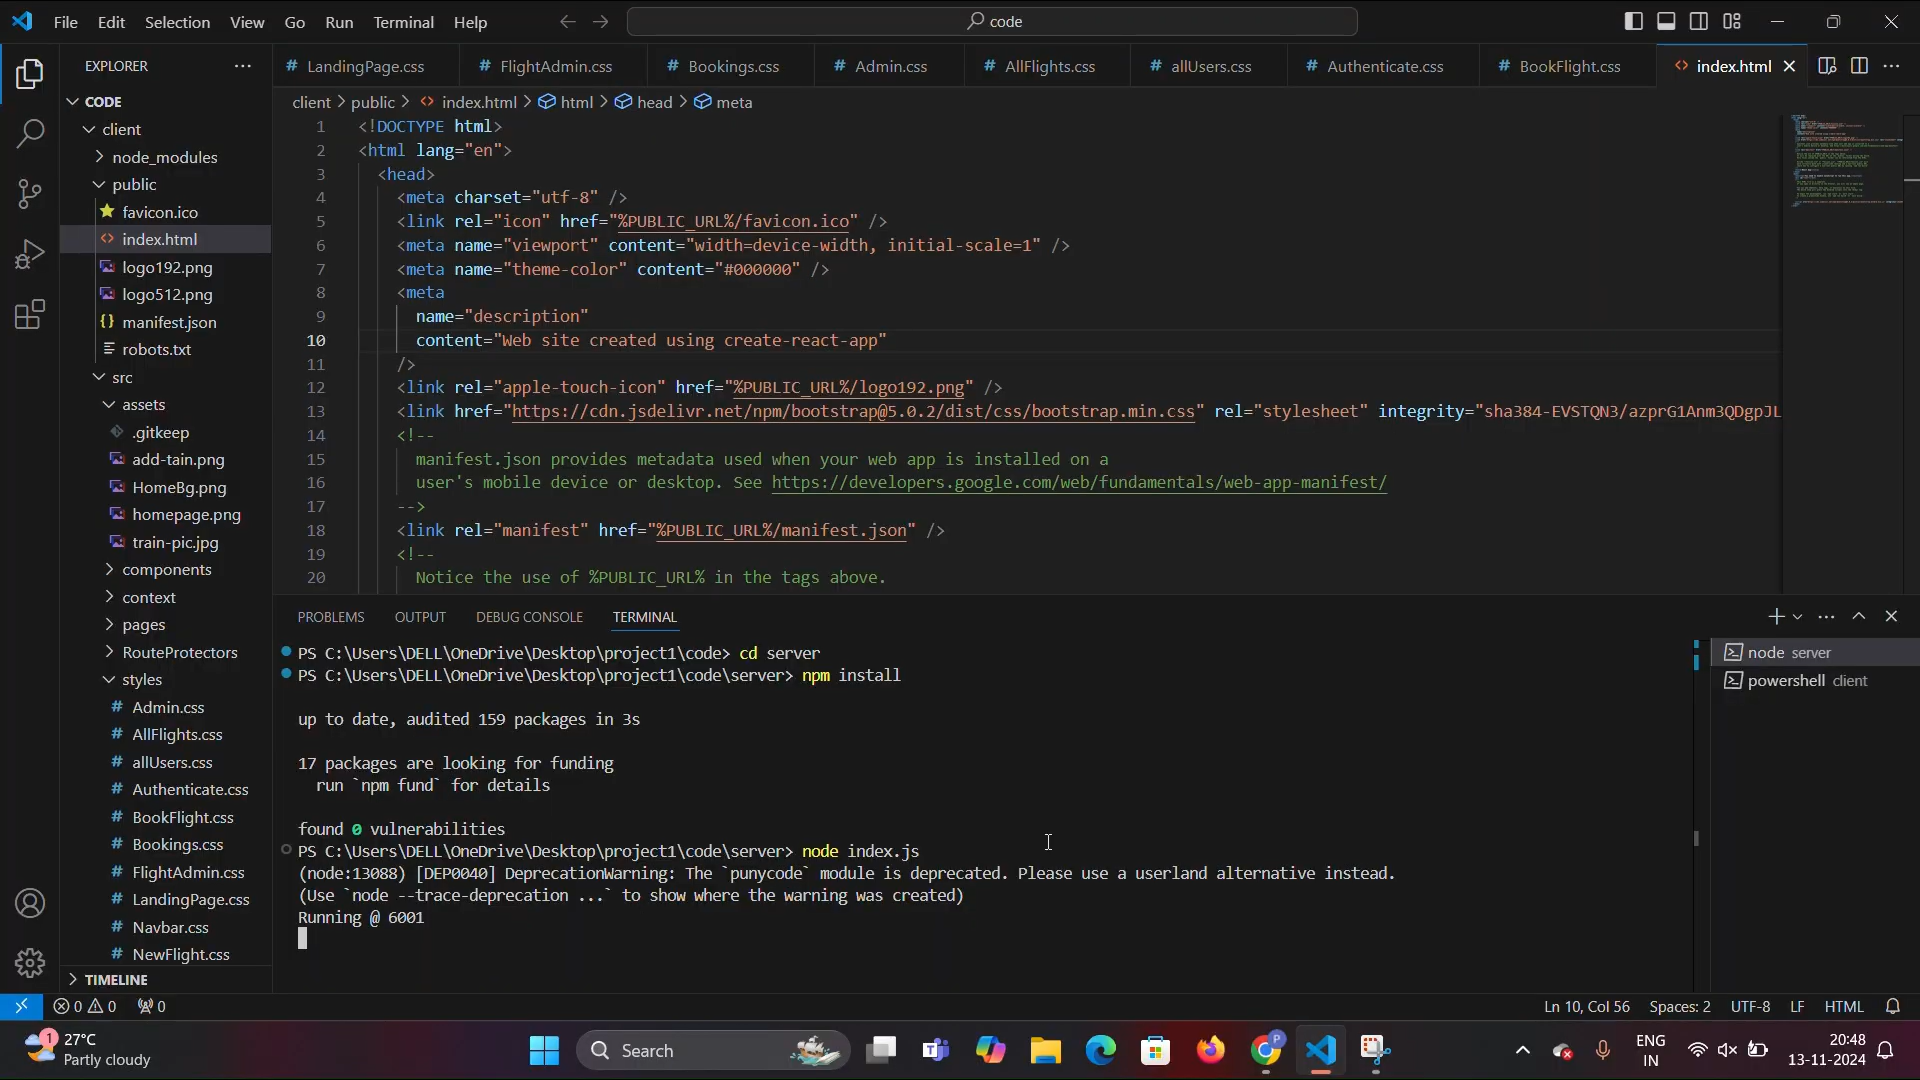 File Edit Selection View Go Run Terminal Help
code
EXPLORER
CODE
client
node_modules
public
favicon.ico
index.html
logo192.png
logo512.png
manifest.json
robots.txt
src
assets
.gitkeep
add-tain.png
HomeBg.png
homepage.png
train-pic.jpg
components
context
pages
RouteProtectors
styles
Admin.css
AllFlights.css
allUsers.css
Authenticate.css
BookFlight.css
Bookings.css
FlightAdmin.css
LandingPage.css
Navbar.css
NewFlight.css
TIMELINE
# LandingPage.css # FlightAdmin.css # Bookings.css # Admin.css # AllFlights.css # allUsers.css # Authenticate.css # BookFlight.css <> index.html
client > public > <> index.html > html > head > meta
1 <!DOCTYPE html>
2 <html lang="en">
3 <head>
4 <meta charset="utf-8" />
5 <link rel="icon" href="%PUBLIC_URL%/favicon.ico" />
6 <meta name="viewport" content="width=device-width, initial-scale=1" />
7 <meta name="theme-color" content="#000000" />
8 <meta
9 name="description"
10 content="Web site created using create-react-app"
11 />
12 <link rel="apple-touch-icon" href="%PUBLIC_URL%/logo192.png" />
13 <link href="https://cdn.jsdelivr.net/npm/bootstrap@5.0.2/dist/css/bootstrap.min.css" rel="stylesheet" integrity="sha384-EVSTQN3/azprG1Anm3QDgpJL
14 <!--
15 manifest.json provides metadata used when your web app is installed on a
16 user's mobile device or desktop. See https://developers.google.com/web/fundamentals/web-app-manifest/
17 -->
18 <link rel="manifest" href="%PUBLIC_URL%/manifest.json" />
19 <!--
20 Notice the use of %PUBLIC_URL% in the tags above.
PROBLEMS OUTPUT DEBUG CONSOLE TERMINAL
PS C:\Users\DELL\OneDrive\Desktop\project1\code> cd server
PS C:\Users\DELL\OneDrive\Desktop\project1\code\server> npm install
up to date, audited 159 packages in 3s
17 packages are looking for funding
run `npm fund` for details
found 0 vulnerabilities
PS C:\Users\DELL\OneDrive\Desktop\project1\code\server> node index.js
(node:13088) [DEP0040] DeprecationWarning: The `punycode` module is deprecated. Please use a userland alternative instead.
(Use `node --trace-deprecation ...` to show where the warning was created)
Running @ 6001
node server
powershell client
0 0 0
Ln 10, Col 56 Spaces: 2 UTF-8 LF HTML
1
27°C
Partly cloudy
Search
P
ENG
IN
20:48
13-11-2024